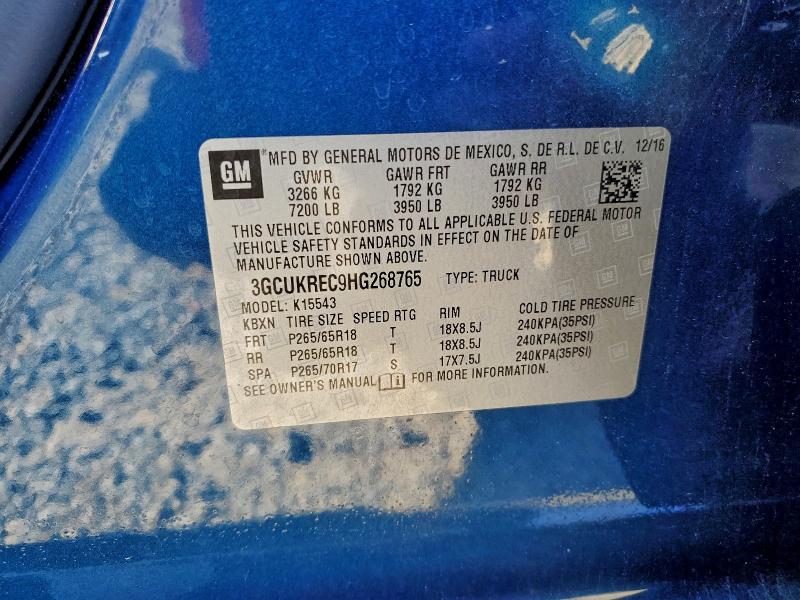 GM ® MFD BY GENERAL MOTORS DE MEXICO, S. DE R.L. DE C.V. 12/16
GVWR GAWR FRT GAWR RR
3266 KG 1792 KG 1792 KG
7200 LB 3950 LB 3950 LB
THIS VEHICLE CONFORMS TO ALL APPLICABLE U.S. FEDERAL MOTOR
VEHICLE SAFETY STANDARDS IN EFFECT ON THE DATE OF
MANUFACTURE SHOWN ABOVE.
3GCUKREC9HG268765 TYPE: TRUCK
MODEL: K15543
KBXN TIRE SIZE SPEED RTG RIM COLD TIRE PRESSURE
FRT P265/65R18 T 18X8.5J 240KPA(35PSI)
RR P265/65R18 T 18X8.5J 240KPA(35PSI)
SPA P265/70R17 S 17X7.5J 240KPA(35PSI)
SEE OWNER'S MANUAL FOR MORE INFORMATION.